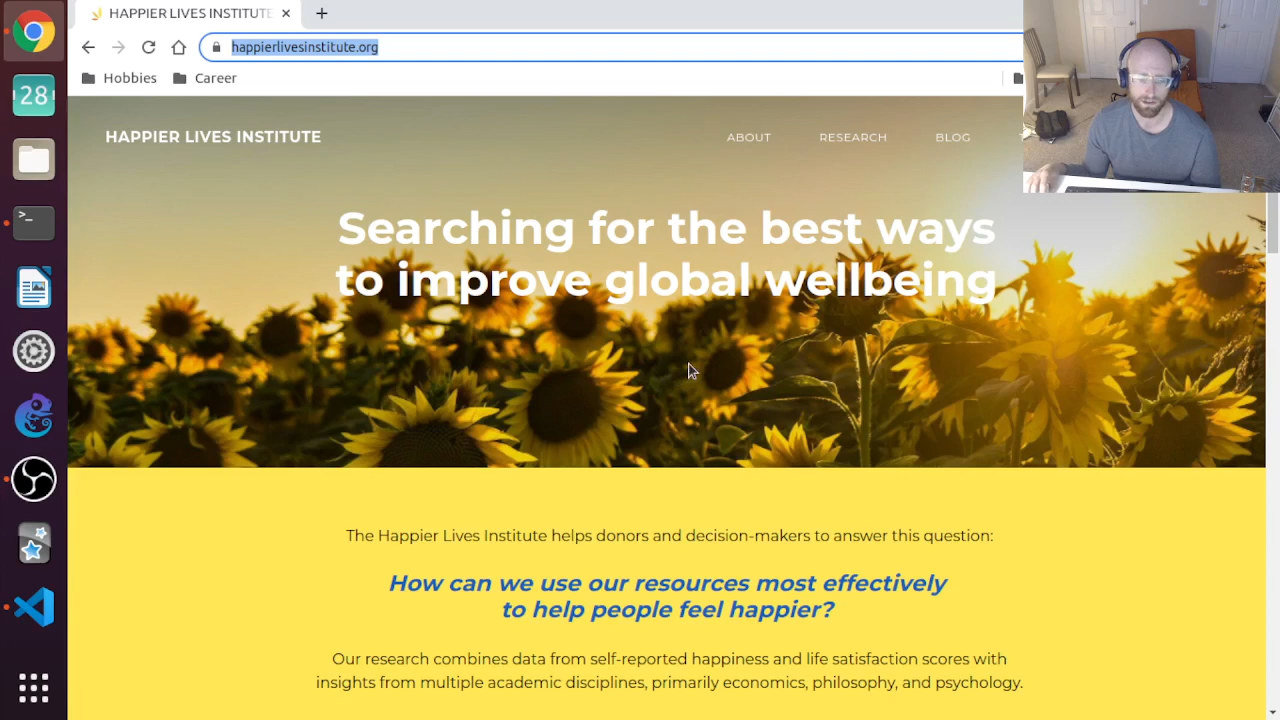 HAPPIER LIVES INSTITUTE
happierlivesinstitute.org
Hobbies
Career
28
HAPPIER LIVES INSTITUTE
ABOUT
RESEARCH
BLOG
Searching for the best ways
to improve global wellbeing
The Happier Lives Institute helps donors and decision-makers to answer this question:
How can we use our resources most effectively
to help people feel happier?
Our research combines data from self-reported happiness and life satisfaction scores with
insights from multiple academic disciplines, primarily economics, philosophy, and psychology.